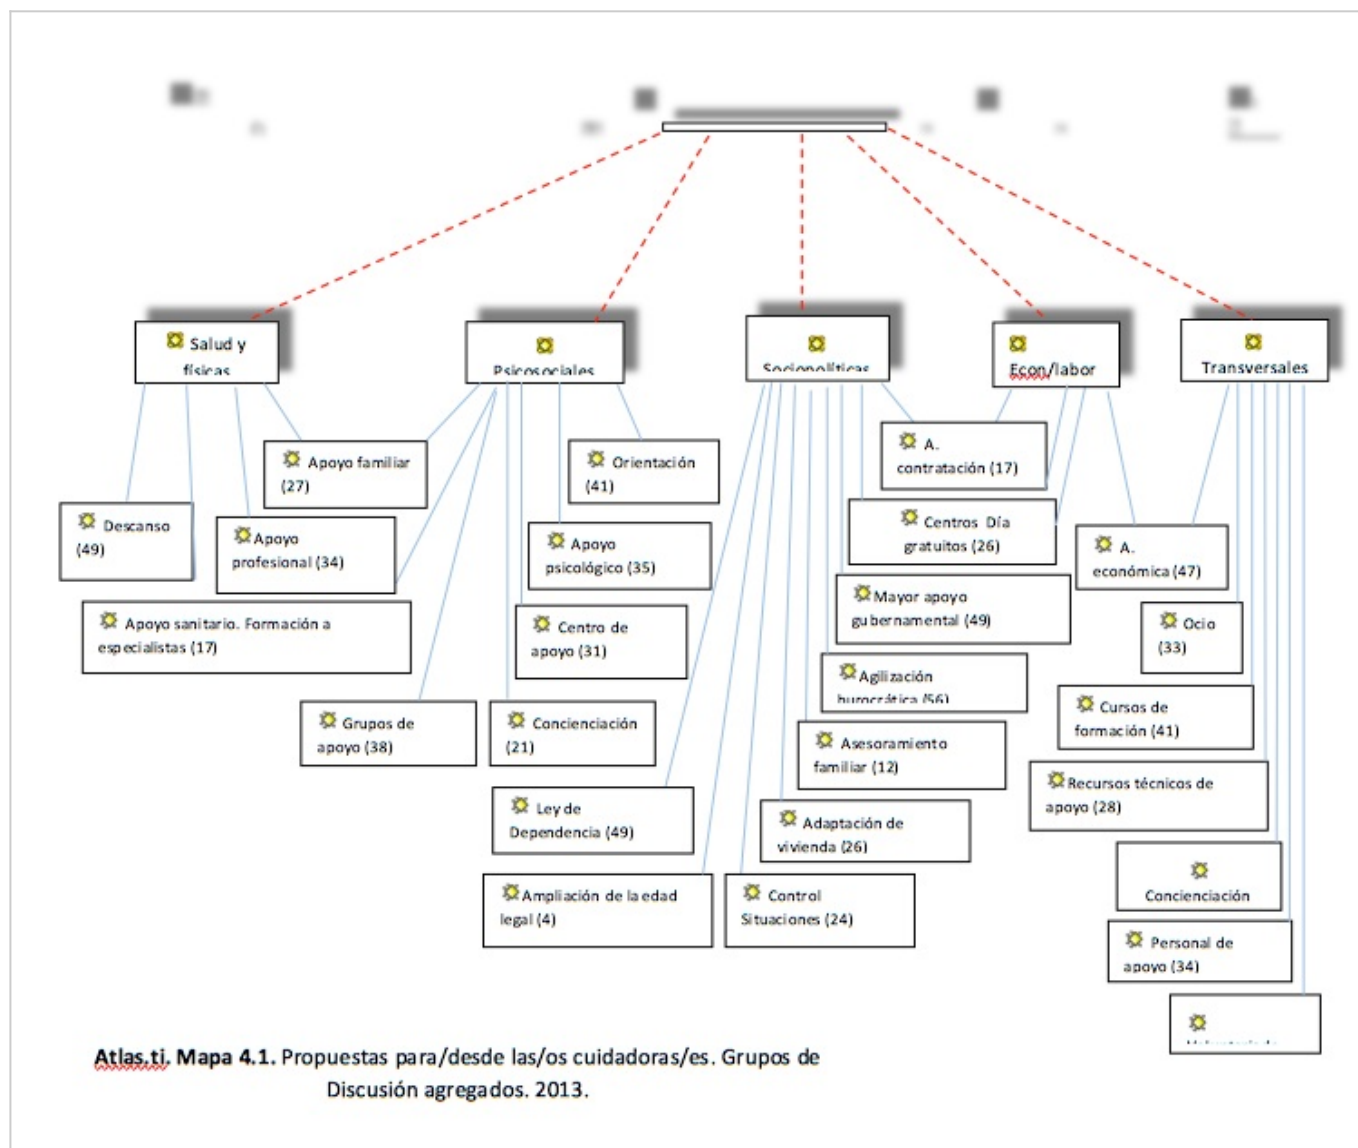 Salud y
físicas
Psicosociales
Sociopolíticas
Econ/labor
Transversales
Apoyo familiar
(27)
Orientación
(41)
A.
contratación (17)
Descanso
(49)
Apoyo
profesional (34)
Apoyo
psicológico (35)
Centros Día
gratuitos (26)
A.
económica (47)
Apoyo sanitario. Formación a
especialistas (17)
Centro de
apoyo (31)
Mayor apoyo
gubernamental (49)
Ocio
(33)
Agilización
burocrática (56)
Grupos de
apoyo (38)
Concienciación
(21)
Asesoramiento
familiar (12)
Cursos de
formación (41)
Ley de
Dependencia (49)
Adaptación de
vivienda (26)
Recursos técnicos de
apoyo (28)
Ampliación de la edad
legal (4)
Control
Situaciones (24)
Concienciación
Personal de
apoyo (34)
Atlas.ti. Mapa 4.1. Propuestas para/desde las/os cuidadoras/es. Grupos de
Discusión agregados. 2013.